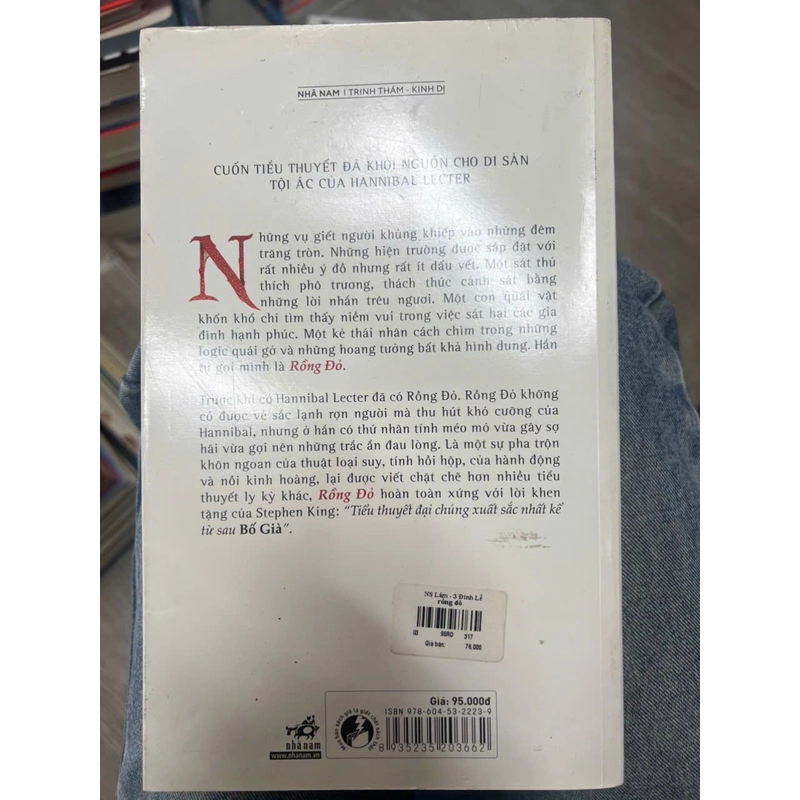 NHÃ NAM | TRINH THÁM - KINH DỊ
CUỐN TIỂU THUYẾT ĐÃ KHƠI NGUỒN CHO DI SẢN
TỘI ÁC CỦA HANNIBAL LECTER
Những vụ giết người khủng khiếp vào những đêm
trăng tròn. Những hiện trường được sắp đặt với
rất nhiều ý đồ nhưng rất ít dấu vết. Một sát thủ
thích phô trương, thách thức cảnh sát bằng
những lời nhắn trêu ngươi. Một con quái vật
khốn khổ chỉ tìm thấy niềm vui trong việc sát hại các gia
đình hạnh phúc. Một kẻ thái nhân cách chìm trong những
logic quái gở và những hoang tưởng bất khả hình dung. Hắn
tự gọi mình là Rồng Đỏ.
Trước khi có Hannibal Lecter đã có Rồng Đỏ. Rồng Đỏ không
có được vẻ sắc lạnh rợn người mà thu hút khó cưỡng của
Hannibal, nhưng ở hắn có thứ nhân tính méo mó vừa gây sợ
hãi vừa gợi nên những trắc ẩn đau lòng. Là một sự pha trộn
khôn ngoan của thuật loại suy, tính hồi hộp, của hành động
và nỗi kinh hoàng, lại được viết chặt chẽ hơn nhiều tiểu
thuyết ly kỳ khác, Rồng Đỏ hoàn toàn xứng với lời khen
tặng của Stephen King: “Tiểu thuyết đại chúng xuất sắc nhất kể
từ sau Bố Già”.
NS Lâm - 3 Đinh Lễ
rồng đỏ
ID 95RD 317
Giá bán: 76,000
Giá: 95.000đ
ISBN 978-604-53-2223-9
8 935235 203662
nhã nam
www.nhanam.vn